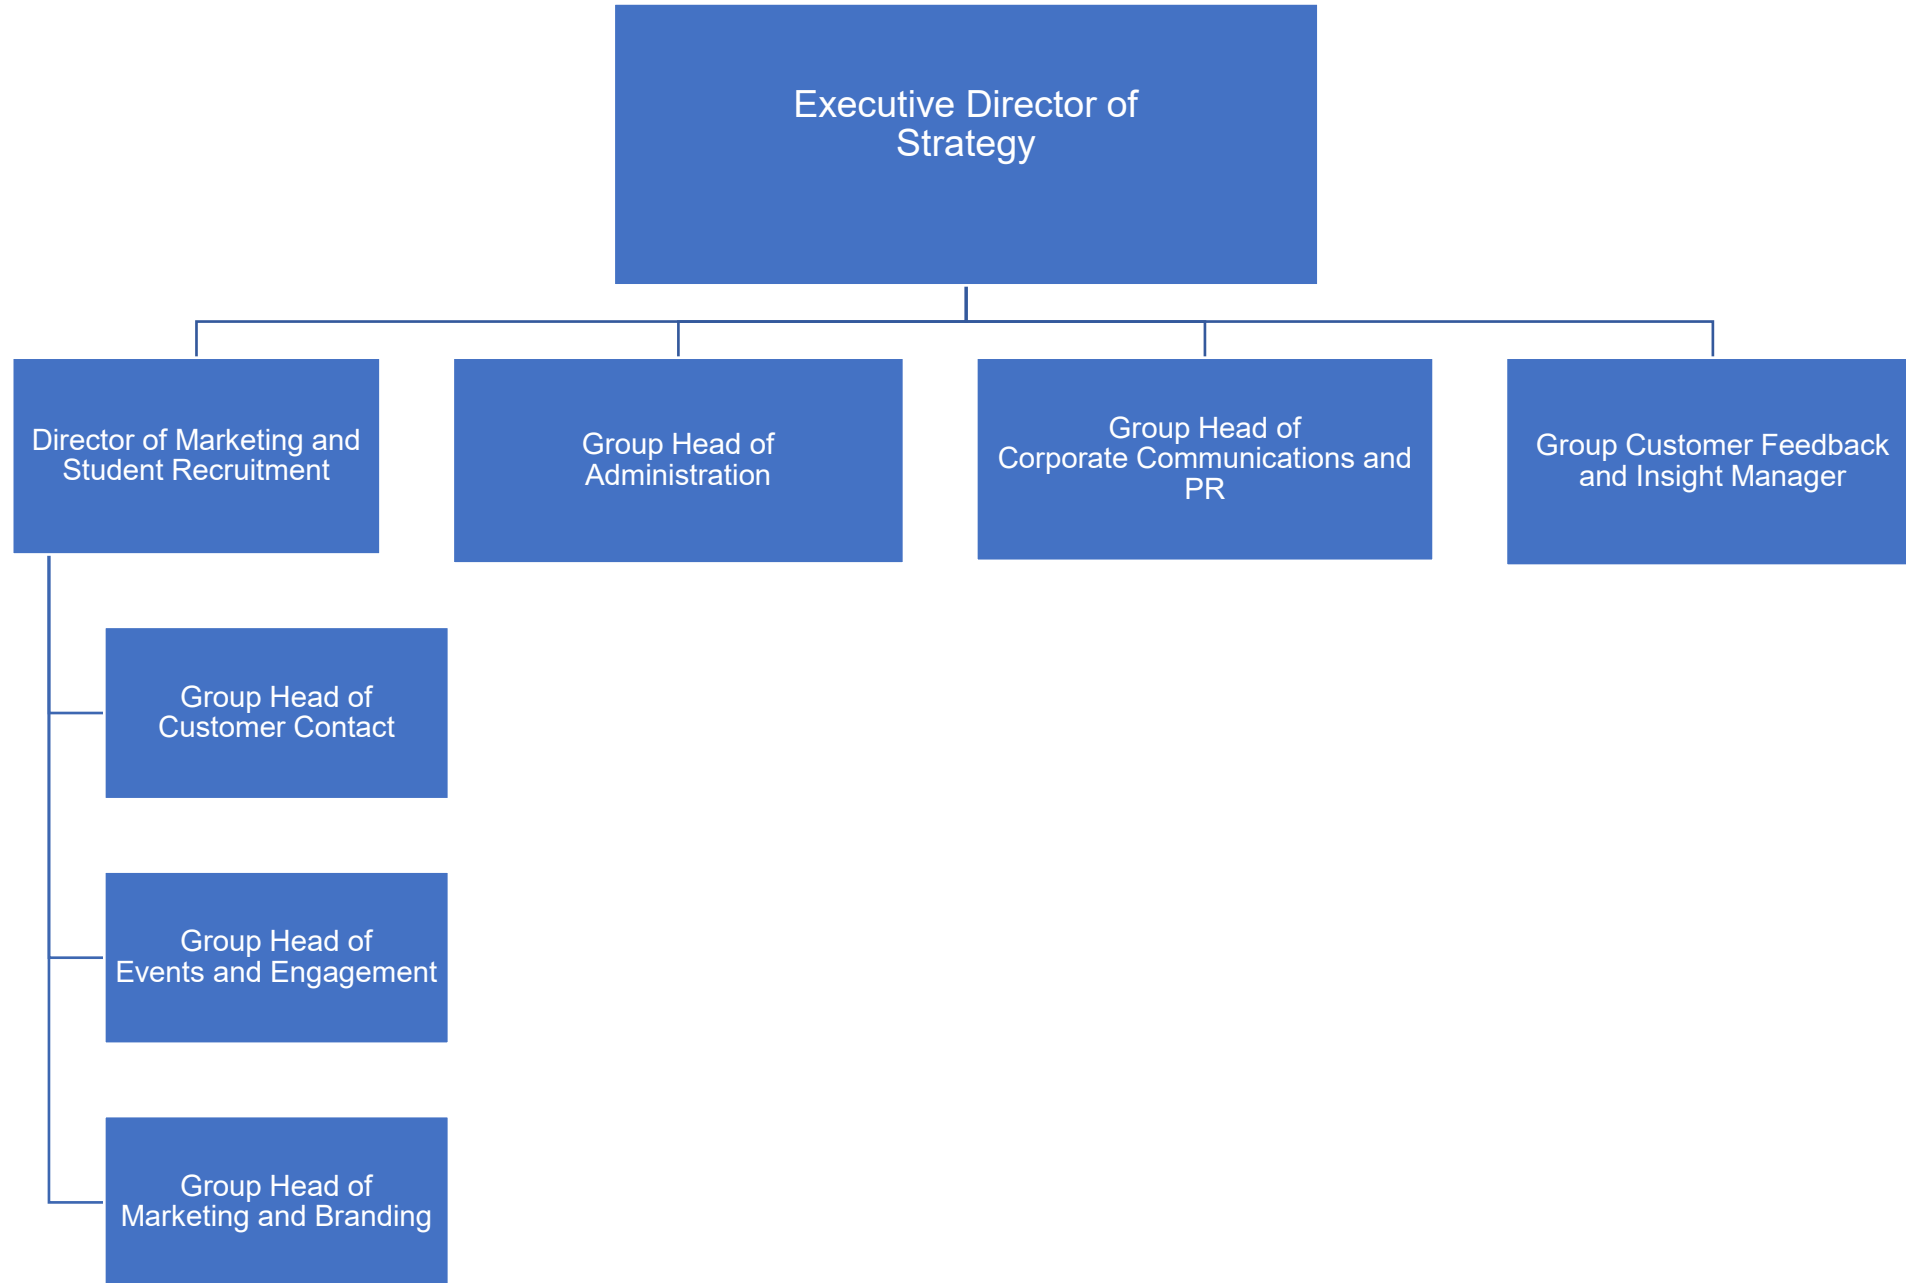 Executive Director of
Strategy
Director of Marketing and
Student Recruitment
Group Head of
Administration
Group Head of
Corporate Communications and
PR
Group Customer Feedback
and Insight Manager
Group Head of
Customer Contact
Group Head of
Events and Engagement
Group Head of
Marketing and Branding